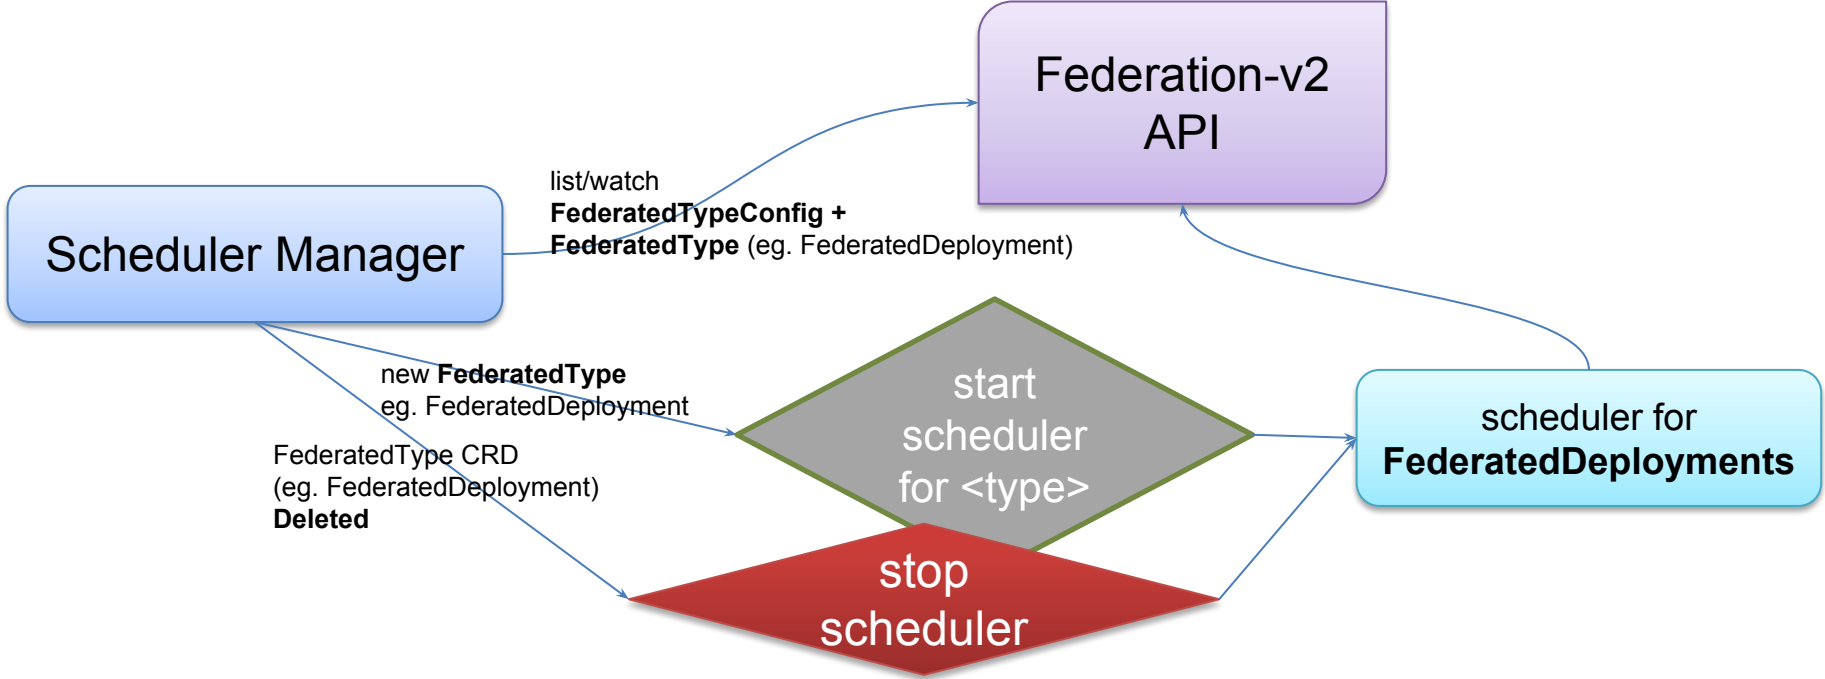 Federation-v2
API
list/watch
FederatedTypeConfig +
FederatedType (eg. FederatedDeployment)
Scheduler Manager
new FederatedType
eg. FederatedDeployment
start
scheduler
for <type>
scheduler for
FederatedDeployments
FederatedType CRD
(eg. FederatedDeployment)
Deleted
stop
scheduler